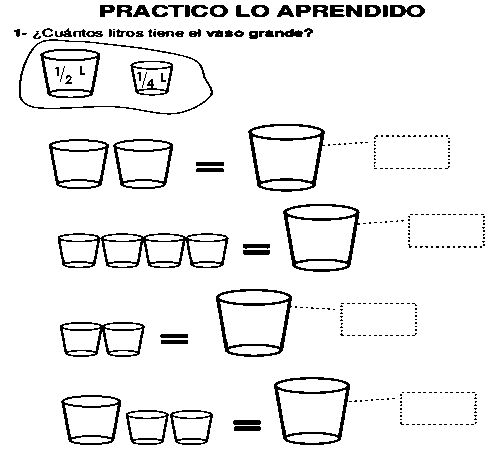 PRACTICO LO APRENDIDO
1- ¿Cuántos litros tiene el vaso grande?
1/2 L 1/4 L
=
=
=
=